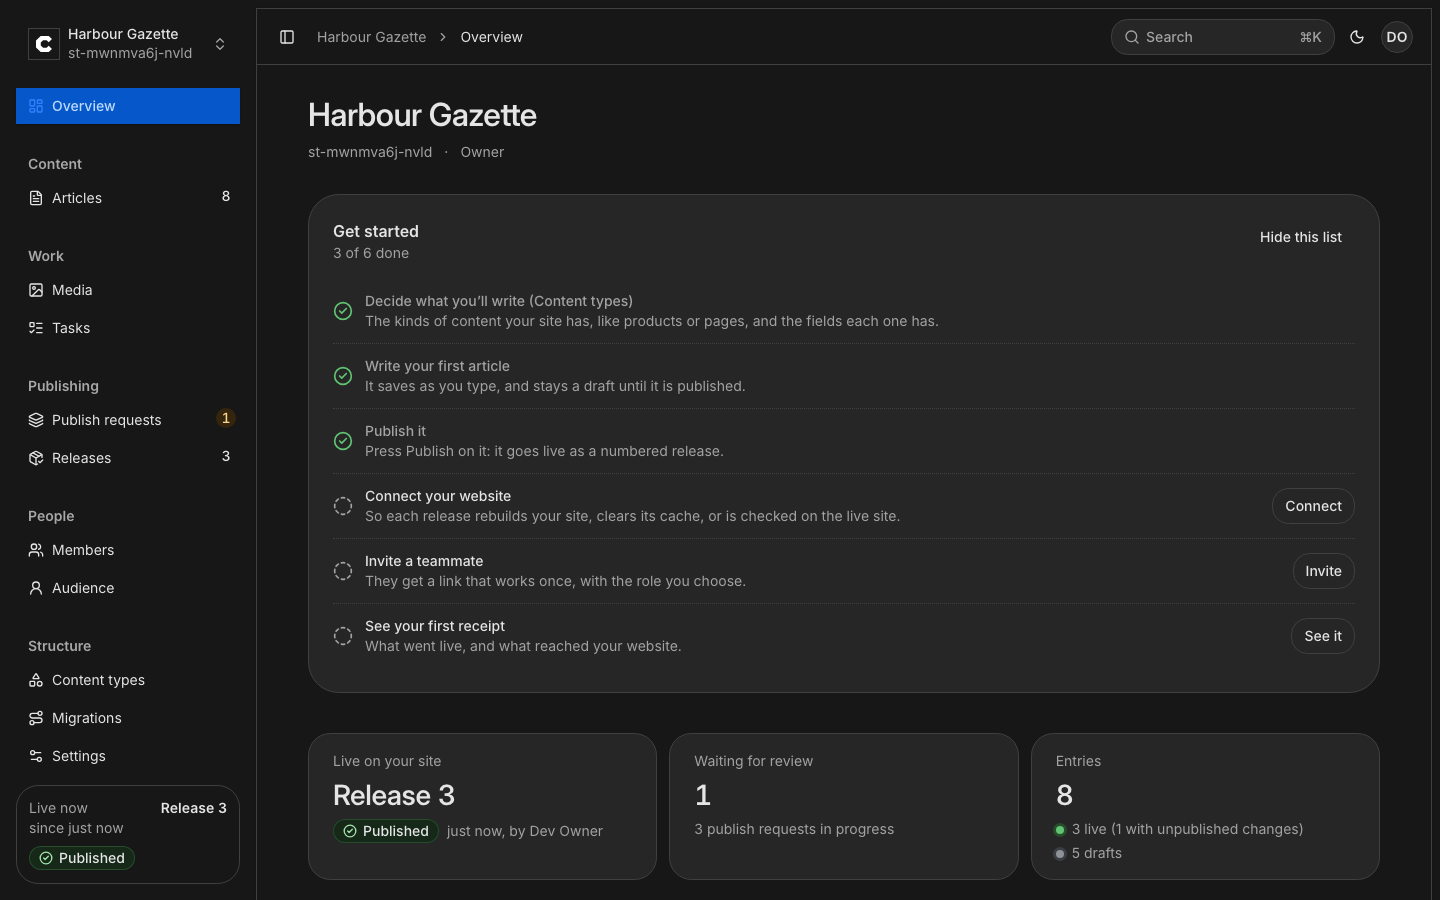 Harbour Gazette
st-mwnmva6j-nvld
Overview
Content
Articles 8
Work
Media
Tasks
Publishing
Publish requests 1
Releases 3
People
Members
Audience
Structure
Content types
Migrations
Settings
Live now Release 3
since just now
Published
Harbour Gazette > Overview
Search ⌘K
DO
Harbour Gazette
st-mwnmva6j-nvld · Owner
Get started
3 of 6 done
Hide this list
Decide what you’ll write (Content types)
The kinds of content your site has, like products or pages, and the fields each one has.
Write your first article
It saves as you type, and stays a draft until it is published.
Publish it
Press Publish on it: it goes live as a numbered release.
Connect your website
So each release rebuilds your site, clears its cache, or is checked on the live site.
Connect
Invite a teammate
They get a link that works once, with the role you choose.
Invite
See your first receipt
What went live, and what reached your website.
See it
Live on your site
Release 3
Published just now, by Dev Owner
Waiting for review
1
3 publish requests in progress
Entries
8
3 live (1 with unpublished changes)
5 drafts